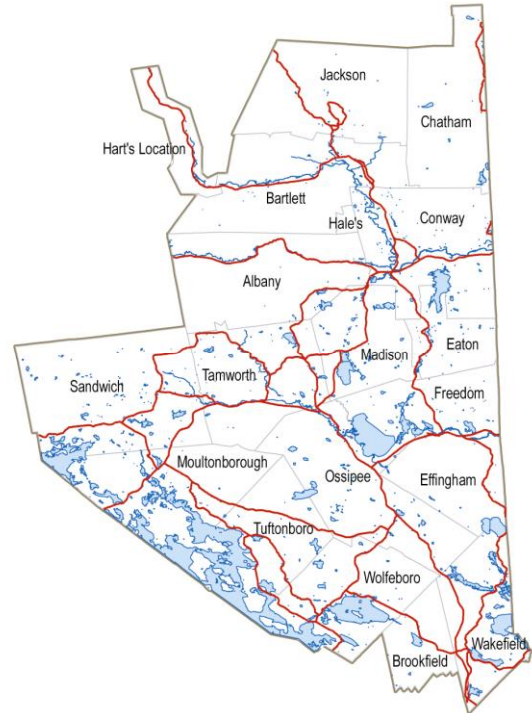 Jackson
Chatham
Hart's Location
Bartlett
Hale's
Conway
Albany
Madison
Eaton
Sandwich
Tamworth
Freedom
Moultonborough
Ossipee
Effingham
Tuftonboro
Wolfeboro
Brookfield
Wakefield